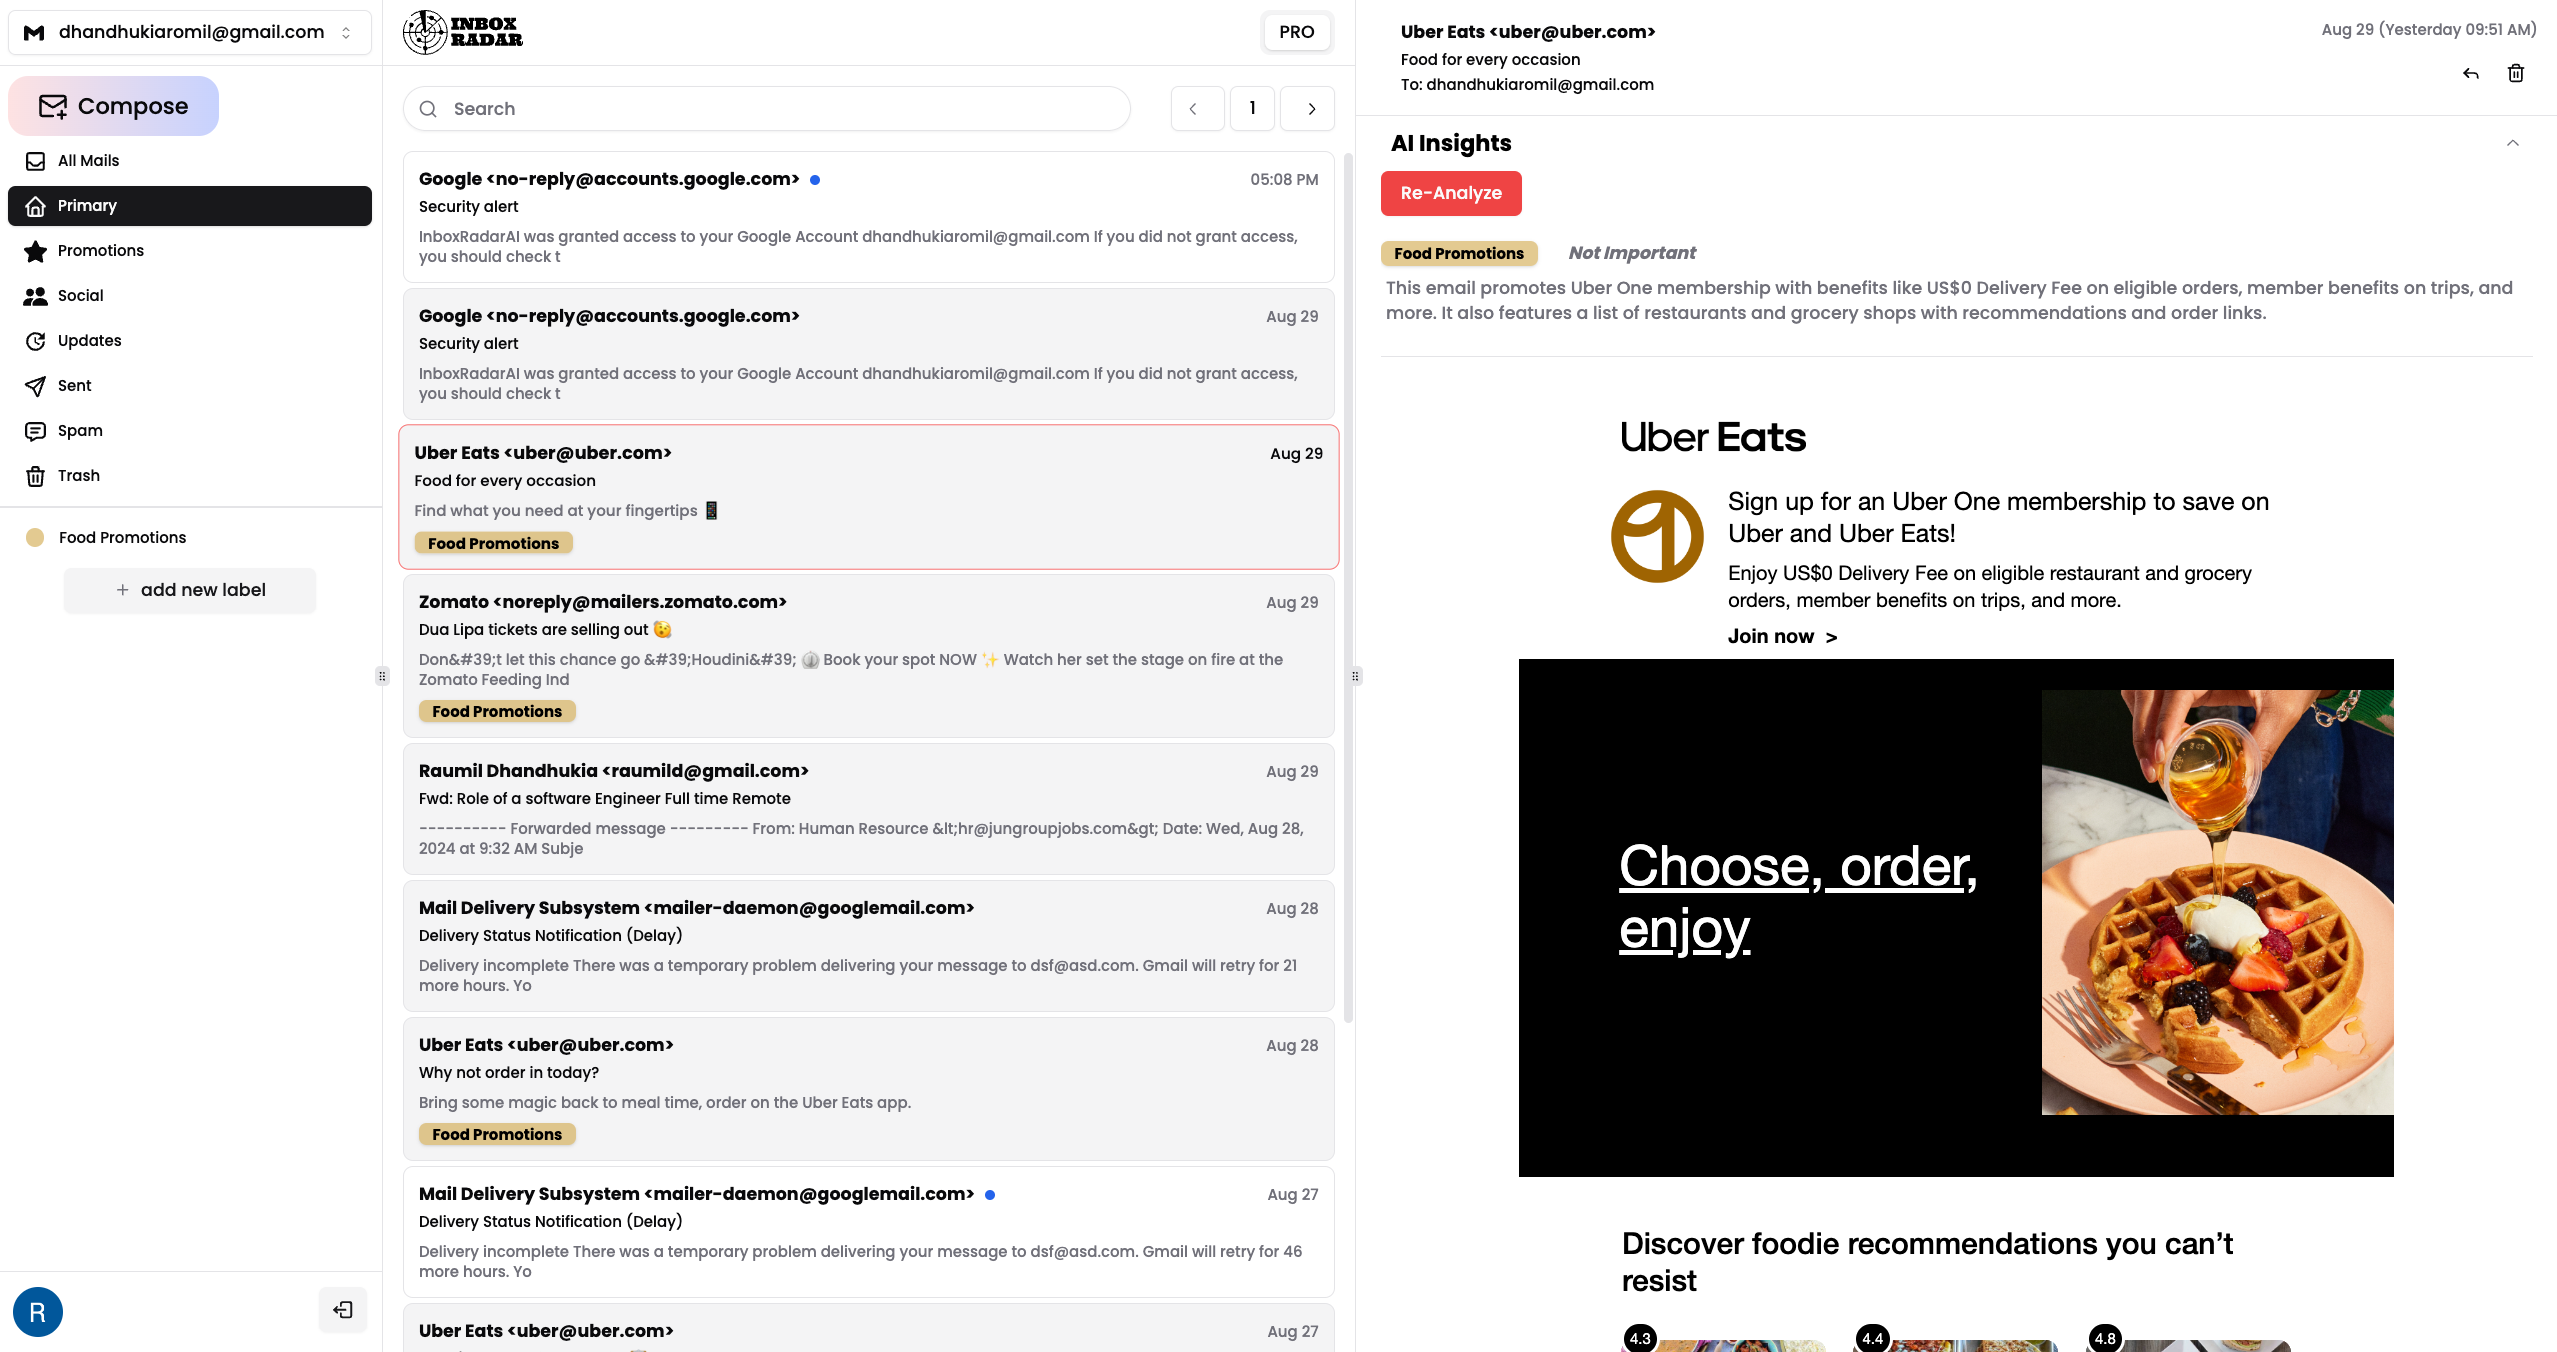 dhandhukiaromil@gmail.com
Compose
All Mails
Primary
Promotions
Social
Updates
Sent
Spam
Trash
Food Promotions
+ add new label
R
INBOX
RADAR
PRO
Search
1
Google <no-reply@accounts.google.com>
05:08 PM
Security alert
InboxRadarAI was granted access to your Google Account dhandhukiaromil@gmail.com If you did not grant access,
you should check t
Google <no-reply@accounts.google.com>
Aug 29
Security alert
InboxRadarAI was granted access to your Google Account dhandhukiaromil@gmail.com If you did not grant access,
you should check t
Uber Eats <uber@uber.com>
Aug 29
Food for every occasion
Find what you need at your fingertips 📱
Food Promotions
Zomato <noreply@mailers.zomato.com>
Aug 29
Dua Lipa tickets are selling out 🥳
Don&#39;t let this chance go &#39;Houdini&#39; Book your spot NOW ✨ Watch her set the stage on fire at the
Zomato Feeding Ind
Food Promotions
Raumil Dhandhukia <raumild@gmail.com>
Aug 29
Fwd: Role of a software Engineer Full time Remote
---------- Forwarded message --------- From: Human Resource &lt;hr@jungroupjobs.com&gt; Date: Wed, Aug 28,
2024 at 9:32 AM Subje
Mail Delivery Subsystem <mailer-daemon@googlemail.com>
Aug 28
Delivery Status Notification (Delay)
Delivery incomplete There was a temporary problem delivering your message to dsf@asd.com. Gmail will retry for 21
more hours. Yo
Uber Eats <uber@uber.com>
Aug 28
Why not order in today?
Bring some magic back to meal time, order on the Uber Eats app.
Food Promotions
Mail Delivery Subsystem <mailer-daemon@googlemail.com>
Aug 27
Delivery Status Notification (Delay)
Delivery incomplete There was a temporary problem delivering your message to dsf@asd.com. Gmail will retry for 46
more hours. Yo
Uber Eats <uber@uber.com>
Aug 27
Uber Eats <uber@uber.com>
Aug 29 (Yesterday 09:51 AM)
Food for every occasion
To: dhandhukiaromil@gmail.com
AI Insights
Re-Analyze
Food Promotions
Not Important
This email promotes Uber One membership with benefits like US$0 Delivery Fee on eligible orders, member benefits on trips, and
more. It also features a list of restaurants and grocery shops with recommendations and order links.
Uber Eats
Sign up for an Uber One membership to save on
Uber and Uber Eats!
Enjoy US$0 Delivery Fee on eligible restaurant and grocery
orders, member benefits on trips, and more.
Join now >
Choose, order,
enjoy
Discover foodie recommendations you can’t
resist
4.3
4.4
4.8